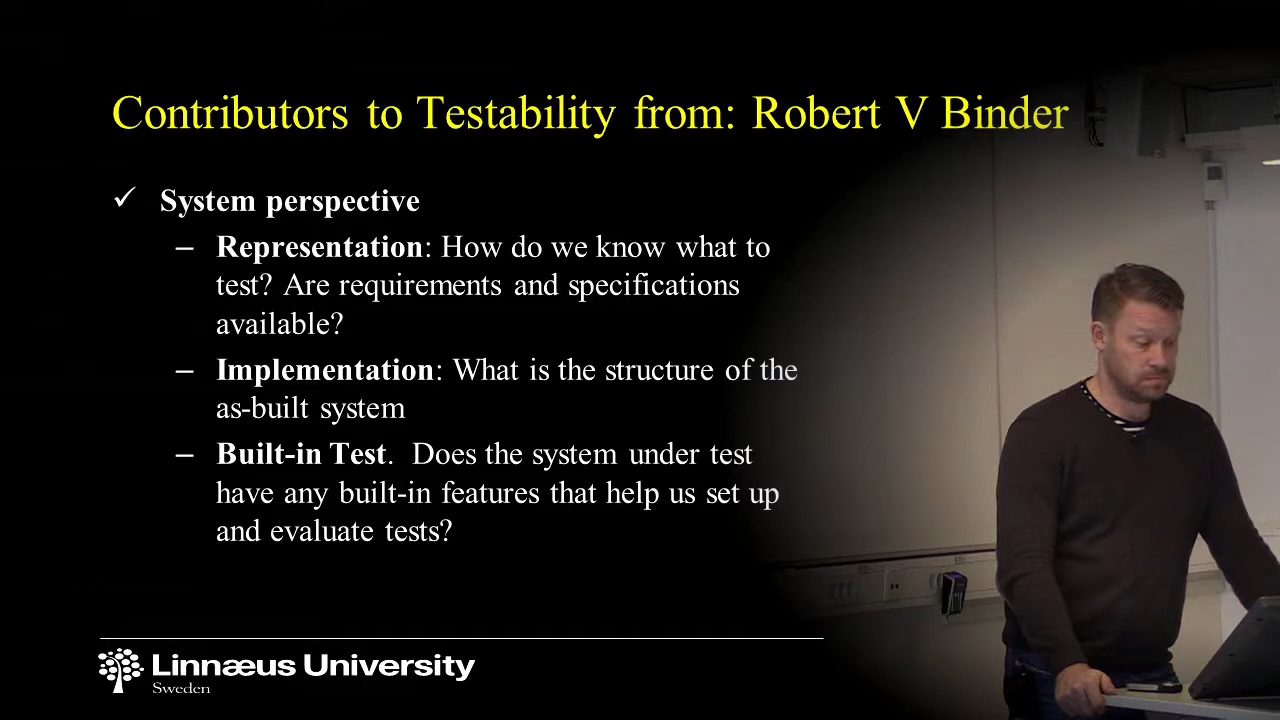 Contributors to Testability from: Robert V Binder
✓ System perspective
– Representation: How do we know what to
test? Are requirements and specifications
available?
– Implementation: What is the structure of the
as-built system
– Built-in Test. Does the system under test
have any built-in features that help us set up
and evaluate tests?
Linnæus University
Sweden